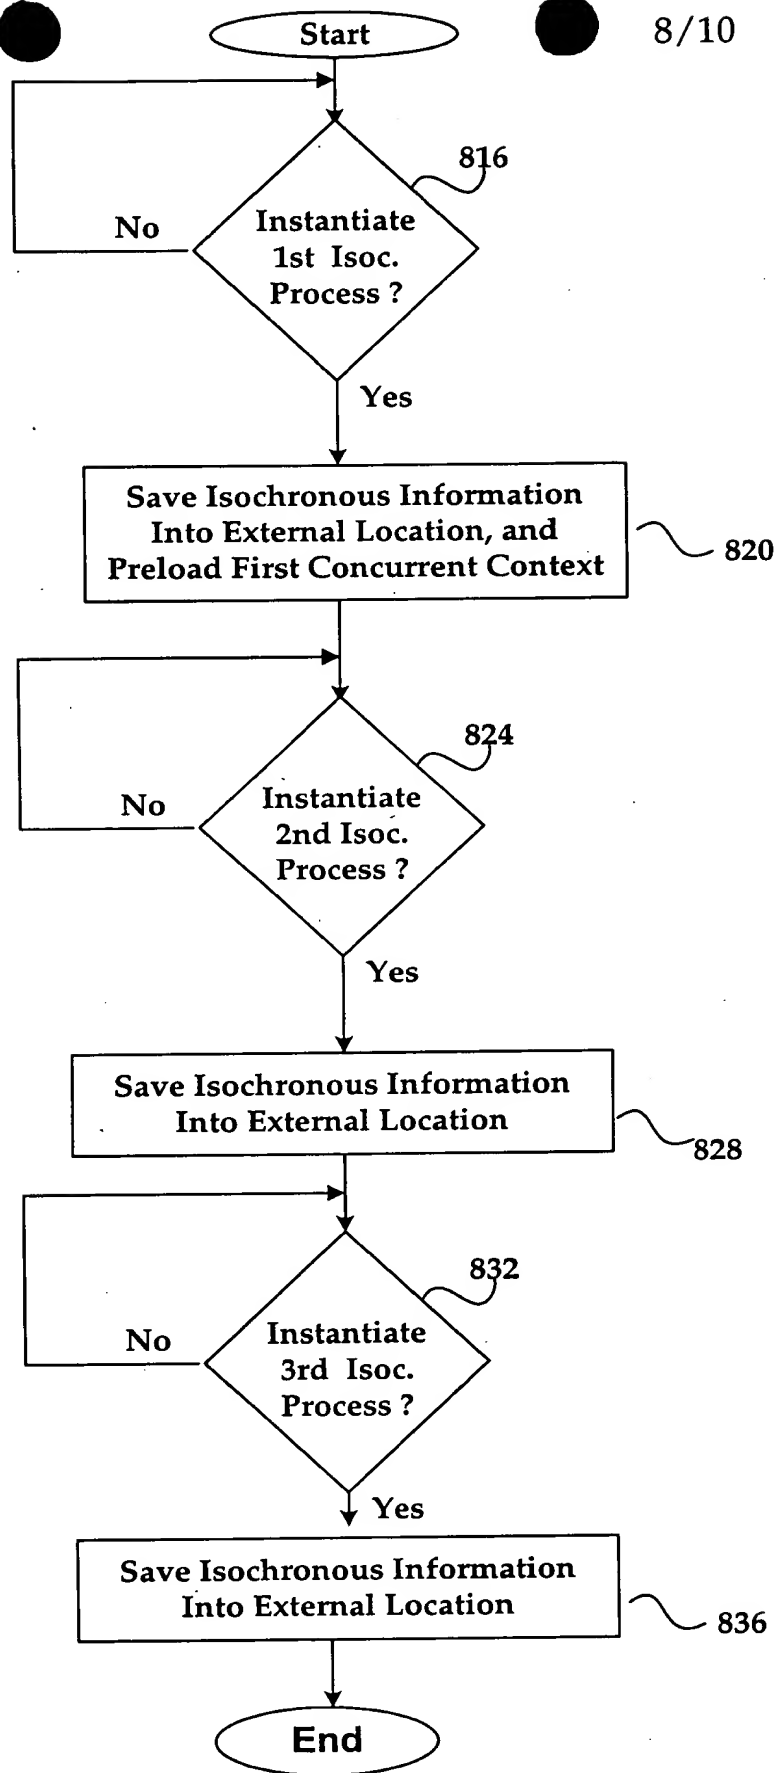 8/10
Start
816
Instantiate
1st Isoc.
Process ?
No
Yes
Save Isochronous Information
Into External Location, and
Preload First Concurrent Context
820
824
Instantiate
2nd Isoc.
Process ?
No
Yes
Save Isochronous Information
Into External Location
828
832
Instantiate
3rd Isoc.
Process ?
No
Yes
Save Isochronous Information
Into External Location
836
End